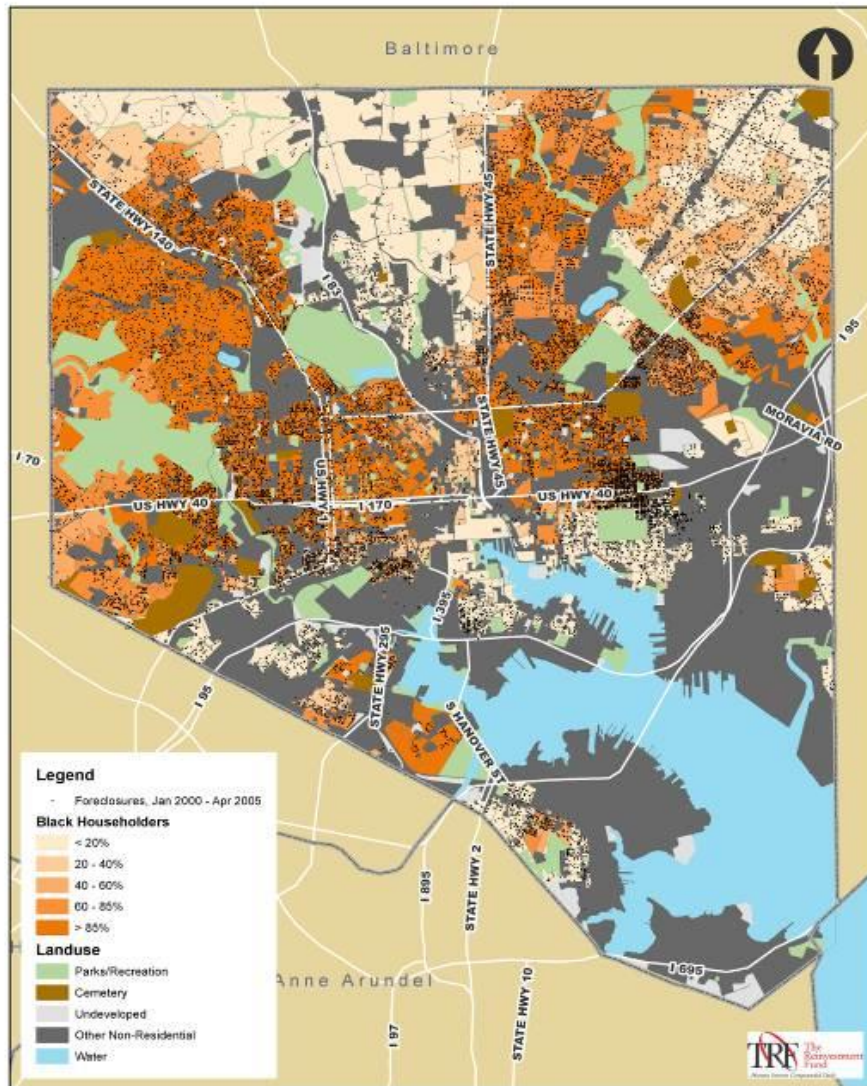 Baltimore
STATE HWY 140
STATE HWY 45
I 83
I 95
MORAVIA RD
I 70
STATE HWY 45
US HWY 1
US HWY 40
I 170
US HWY 40
I 395
STATE HWY 295
I 95
S HANOVER ST
Legend
Foreclosures, Jan 2000 - Apr 2005
Black Householders
< 20%
20 - 40%
40 - 60%
60 - 85%
> 85%
Landuse
Parks/Recreation
Cemetery
Undeveloped
Other Non-Residential
Water
I 895
STATE HWY 2
STATE HWY 10
I 695
H
Anne Arundel
I 97
TRF The
Reinvestment
Fund